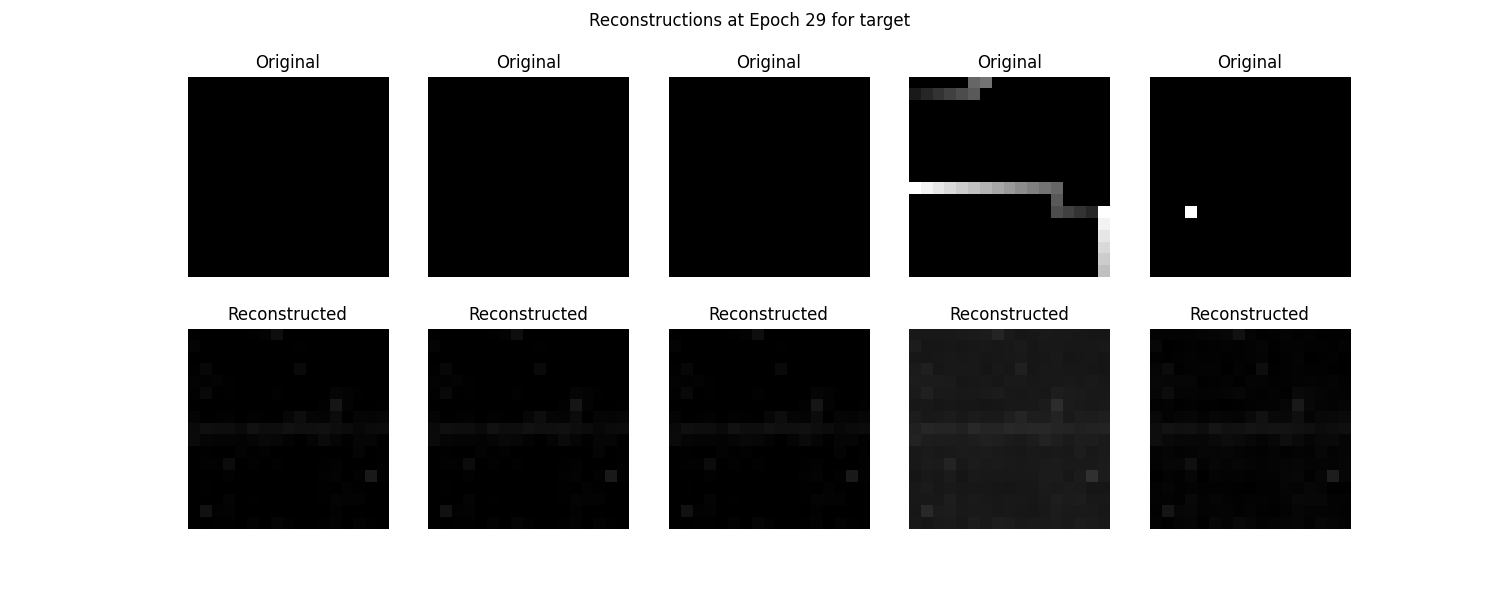 Reconstructions at Epoch 29 for target
Original Original Original Original Original
Reconstructed Reconstructed Reconstructed Reconstructed Reconstructed